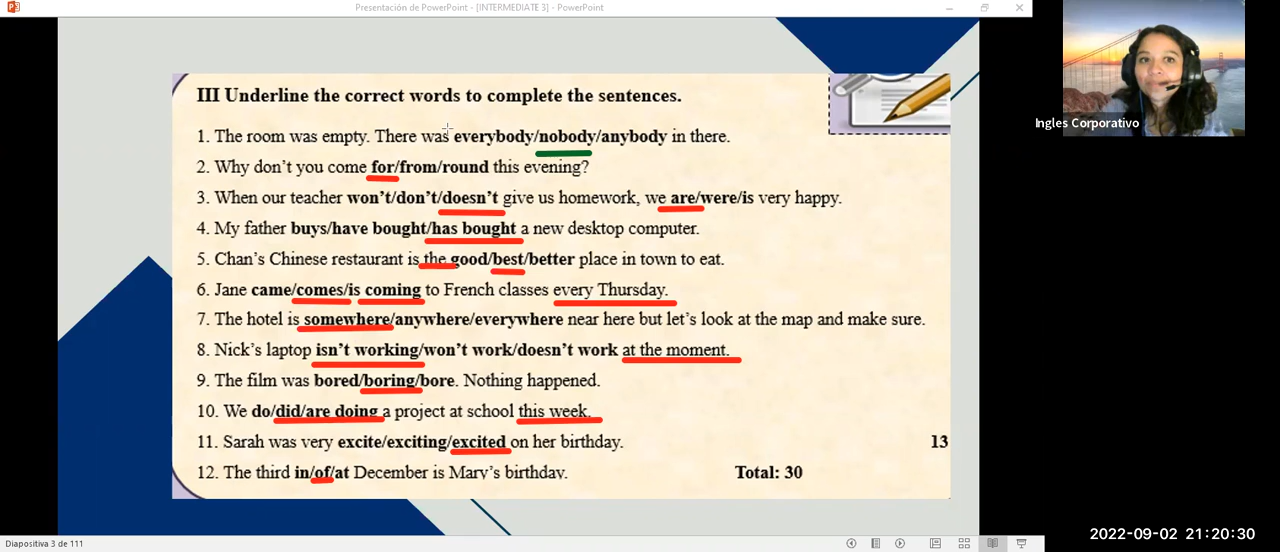 Presentación de PowerPoint - [INTERMEDIATE 3] - PowerPoint
III Underline the correct words to complete the sentences.
1. The room was empty. There was everybody/nobody/anybody in there.
2. Why don't you come for/from/round this evening?
3. When our teacher won't/don't/doesn't give us homework, we are/were/is very happy.
4. My father buys/have bought/has bought a new desktop computer.
5. Chan's Chinese restaurant is the good/best/better place in town to eat.
6. Jane came/comes/is coming to French classes every Thursday.
7. The hotel is somewhere/anywhere/everywhere near here but let's look at the map and make sure.
8. Nick's laptop isn't working/won't work/doesn't work at the moment.
9. The film was bored/boring/bore. Nothing happened.
10. We do/did/are doing a project at school this week.
11. Sarah was very excite/exciting/excited on her birthday. 13
12. The third in/of/at December is Mary's birthday. Total: 30
Ingles Corporativo
Diapositiva 3 de 111
2022-09-02 21:20:30